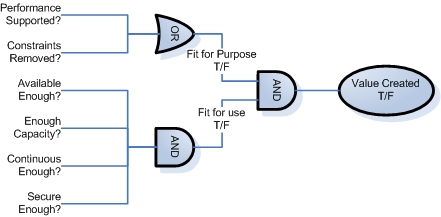 Performance
Supported?
OR
Constraints
Removed?
Fit for Purpose
T/F
Available
Enough?
AND
Value Created
T/F
Fit for use
T/F
Enough
Capacity?
AND
Continuous
Enough?
Secure
Enough?